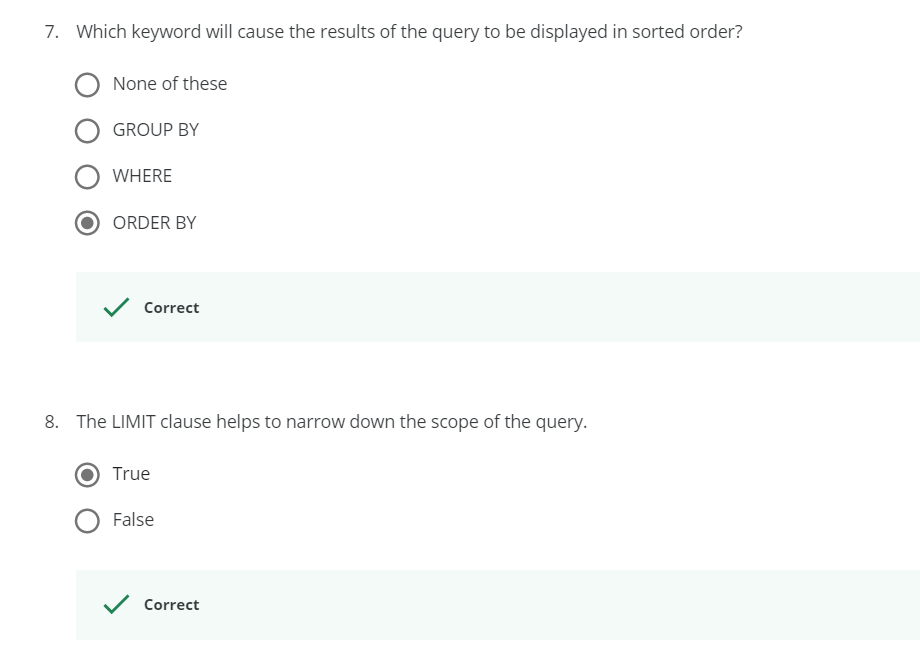 7. Which keyword will cause the results of the query to be displayed in sorted order?
None of these
GROUP BY
WHERE
ORDER BY
Correct
8. The LIMIT clause helps to narrow down the scope of the query.
True
False
Correct